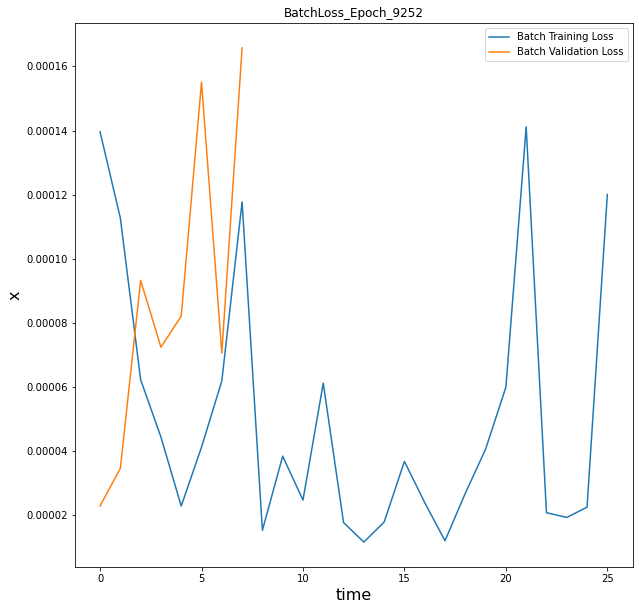 BatchLoss_Epoch_9252
Batch Training Loss
Batch Validation Loss
0.00016
0.00014
0.00012
0.00010
0.00008
0.00006
0.00004
0.00002
x
0 5 10 15 20 25
time